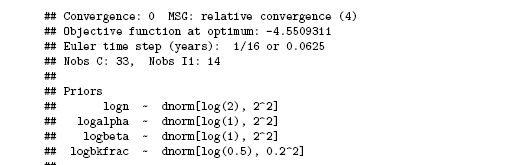 ## Convergence: 0  MSG: relative convergence (4)
## Objective function at optimum: -4.5509311
## Euler time step (years):  1/16 or 0.0625
## Nobs C: 33,  Nobs I1: 14
##
## Priors
##      logn  ~  dnorm[log(2), 2^2]
##  logalpha  ~  dnorm[log(1), 2^2]
##   logbeta  ~  dnorm[log(1), 2^2]
## logbkfrac  ~  dnorm[log(0.5), 0.2^2]
##